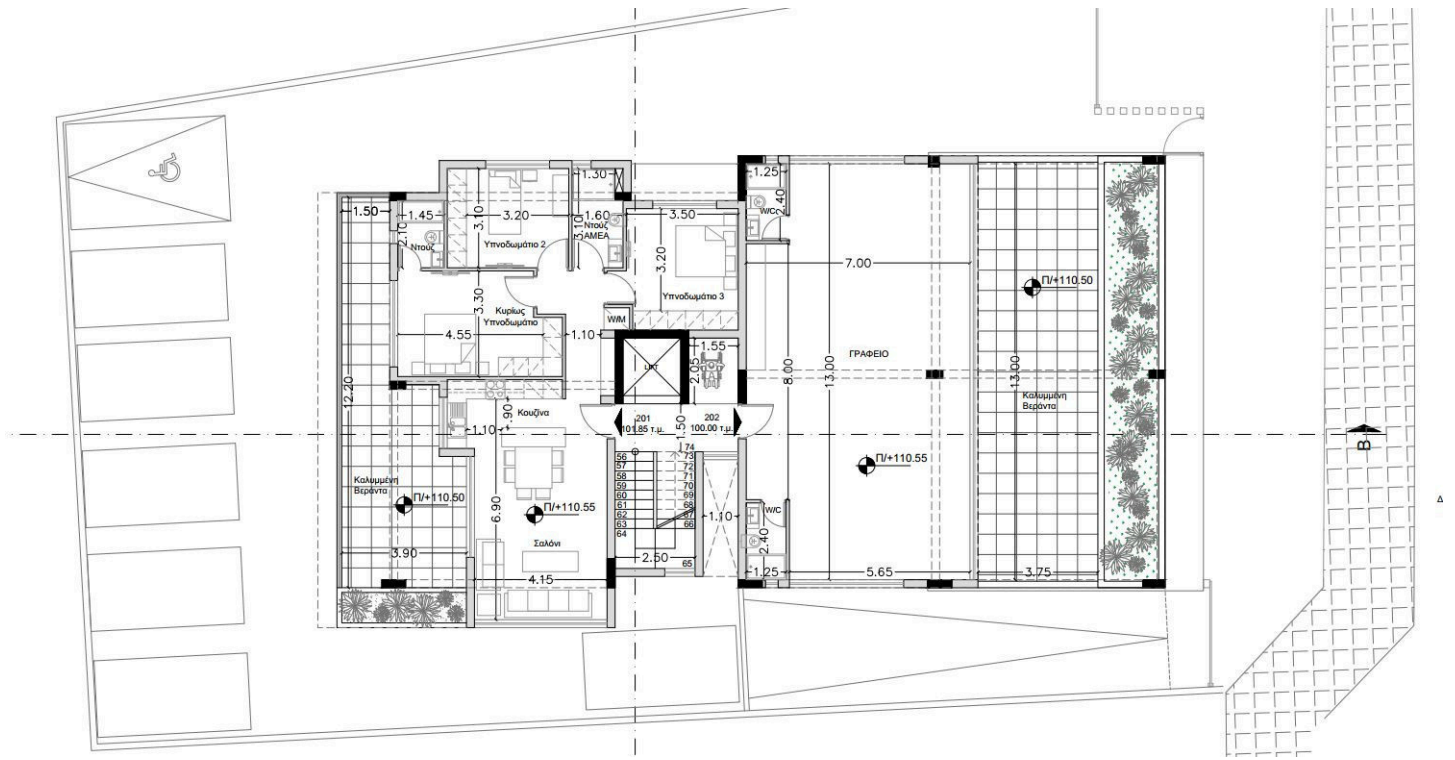 1.50
1.45
2.10
Ντούζ
3.10
3.20
Υπνοδωμάτιο 2
1.30
1.60
3.10
Ντούζ
ΑΜΕΑ
3.50
3.20
Υπνοδωμάτιο 3
1.25
2.40
W/C
7.00
Π/+110.50
3.30
Κυρίως
Υπνοδωμάτιο
4.55
1.10
W/M
LIFT
1.55
2.05
8.00
13.00
ΓΡΑΦΕΙΟ
13.00
Καλυμμένη
Βεράντα
12.20
Κουζίνα
.90
1.10
201
101.85 τ.μ.
1.50
202
100.00 τ.μ.
B
Καλυμμένη
Βεράντα
Π/+110.50
6.90
Π/+110.55
Σαλόνι
56
57
58
59
60
61
62
63
64
74
73
72
71
70
69
68
67
66
65
1.10
2.50
Π/+110.55
W/C
2.40
1.25
5.65
3.75
3.90
4.15
Δ